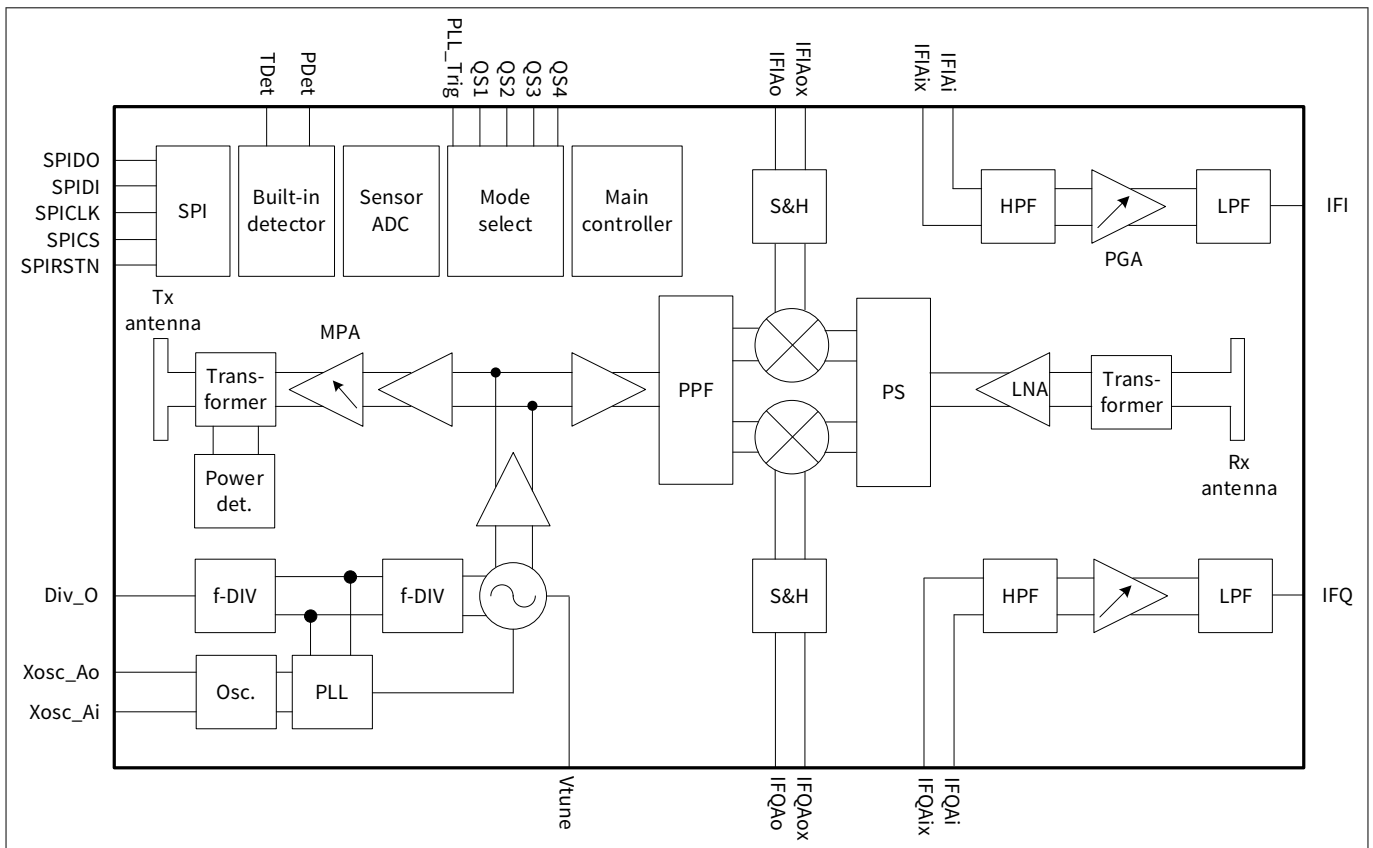 PLL_Trig
TDet
PDet
QS1
QS2
QS3
QS4
IFIAo
IFIAox
IFIAix
IFIAi
SPIDO
SPIDI
SPICLK
SPICS
SPIRSTN
SPI
Built-in
detector
Sensor
ADC
Mode
select
Main
controller
S&H
HPF
LPF
IFI
PGA
Tx
antenna
MPA
Trans-
former
PPF
PS
LNA
Trans-
former
Power
det.
Rx
antenna
Div_O
f-DIV
f-DIV
S&H
HPF
LPF
IFQ
Xosc_Ao
Xosc_Ai
Osc.
PLL
Vtune
IFQAo
IFQAox
IFQAix
IFQAi